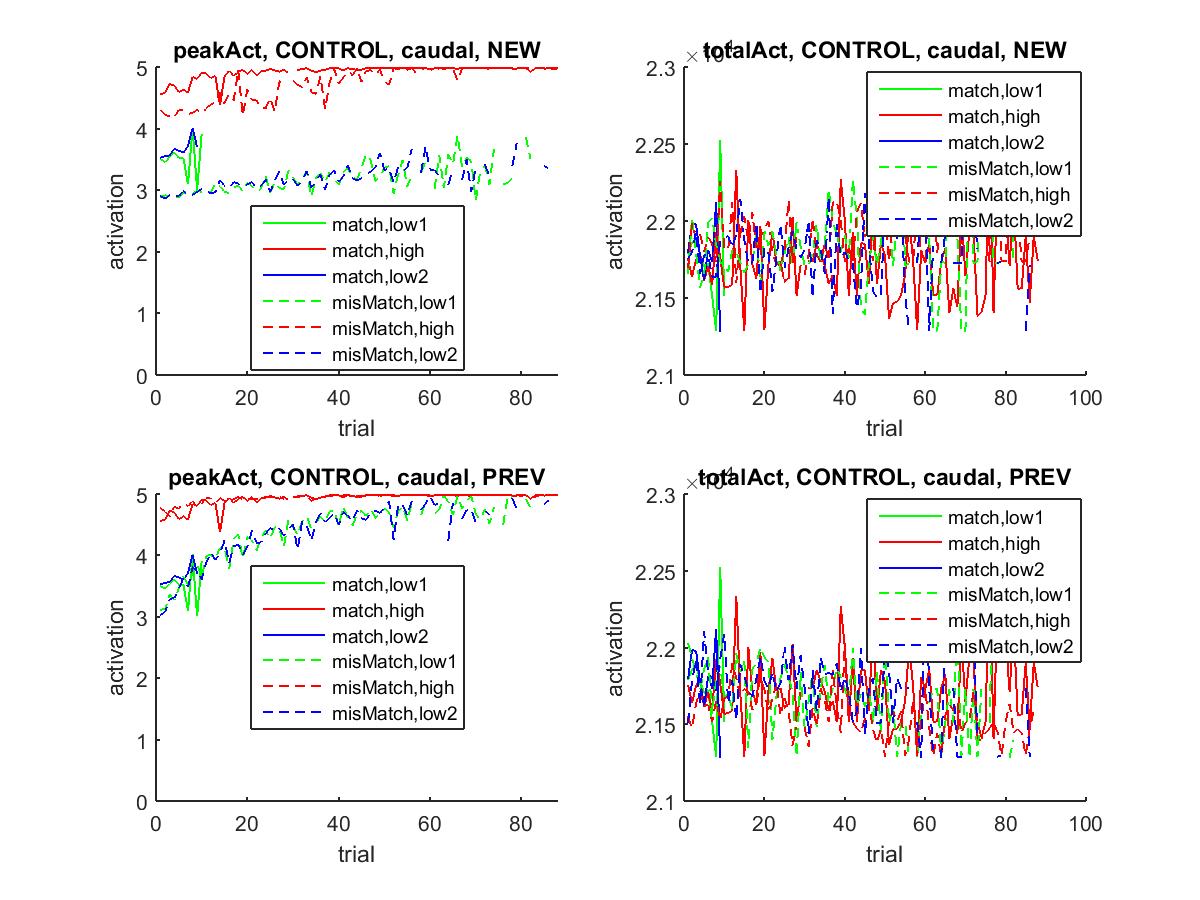 peakAct, CONTROL, caudal, NEW
5
4
3
2
1
0
activation
0 20 40 60 80
trial
match,low1
match,high
match,low2
misMatch,low1
misMatch,high
misMatch,low2
totalAct, CONTROL, caudal, NEW
2.3
2.25
2.2
2.15
2.1
activation
0 20 40 60 80 100
trial
match,low1
match,high
match,low2
misMatch,low1
misMatch,high
misMatch,low2
peakAct, CONTROL, caudal, PREV
5
4
3
2
1
0
activation
0 20 40 60 80
trial
match,low1
match,high
match,low2
misMatch,low1
misMatch,high
misMatch,low2
totalAct, CONTROL, caudal, PREV
2.3
2.25
2.2
2.15
2.1
activation
0 20 40 60 80 100
trial
match,low1
match,high
match,low2
misMatch,low1
misMatch,high
misMatch,low2